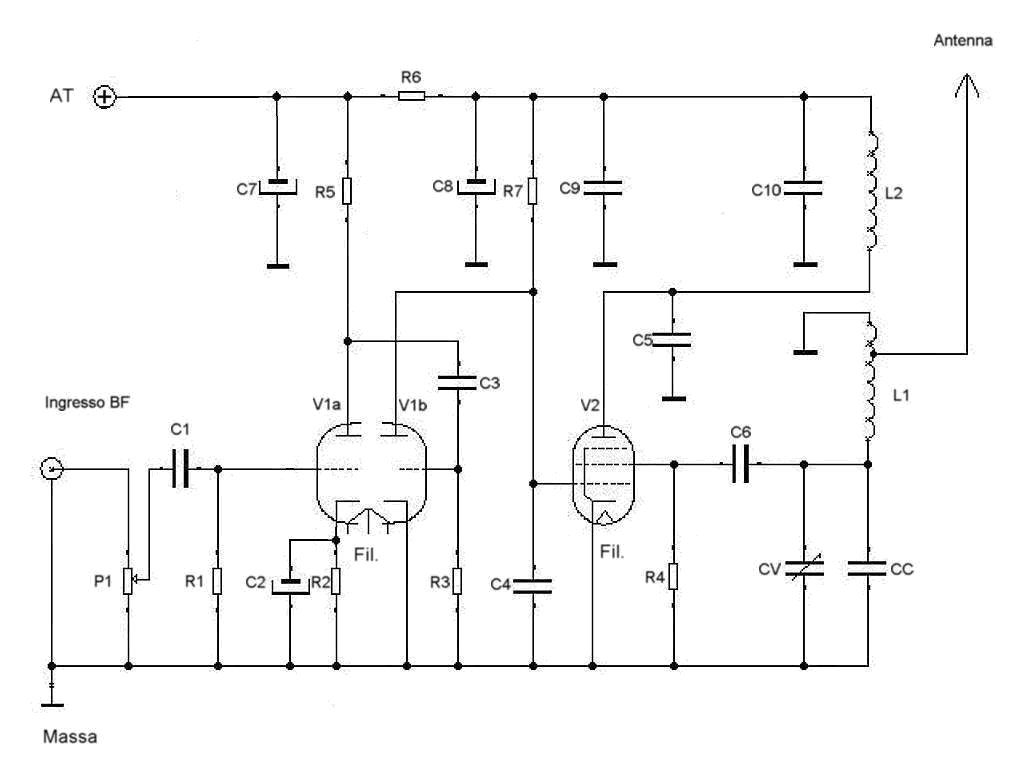 Antenna
R6
AT
C7
R5
C8
R7
C9
C10
L2
C5
C3
L1
Ingresso BF
V1a
V1b
V2
C1
C6
Fil.
Fil.
P1
R1
C2
R2
R3
C4
R4
CV
CC
Massa